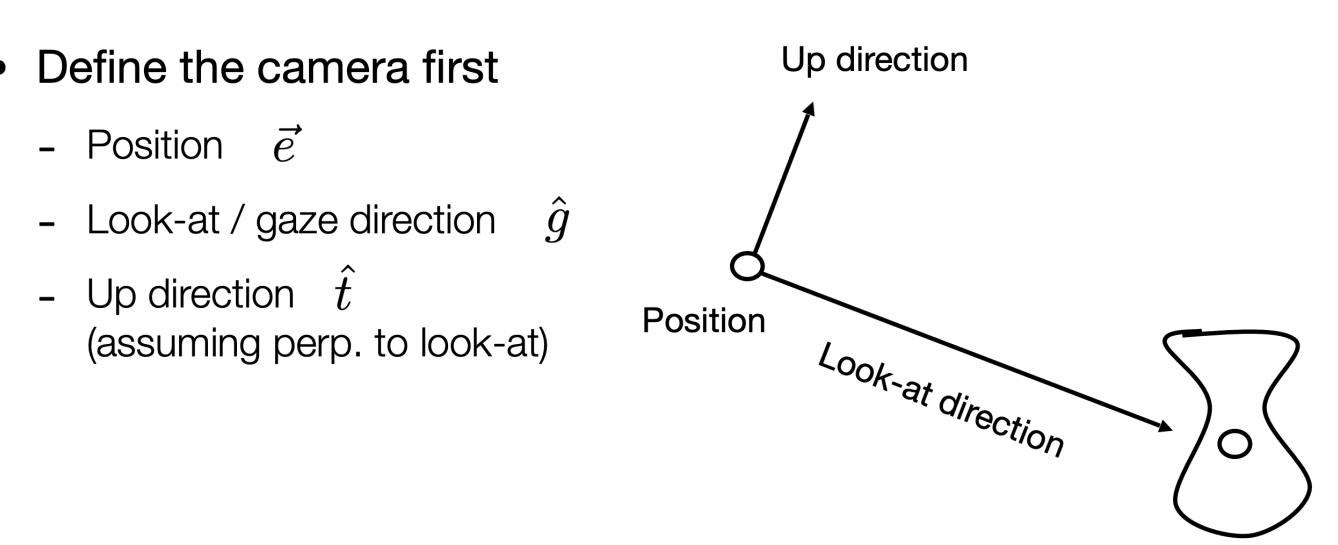 • Define the camera first
- Position $\vec{e}$
- Look-at / gaze direction $\hat{g}$
- Up direction $\hat{t}$
(assuming perp. to look-at)
Up direction
Position
Look-at direction